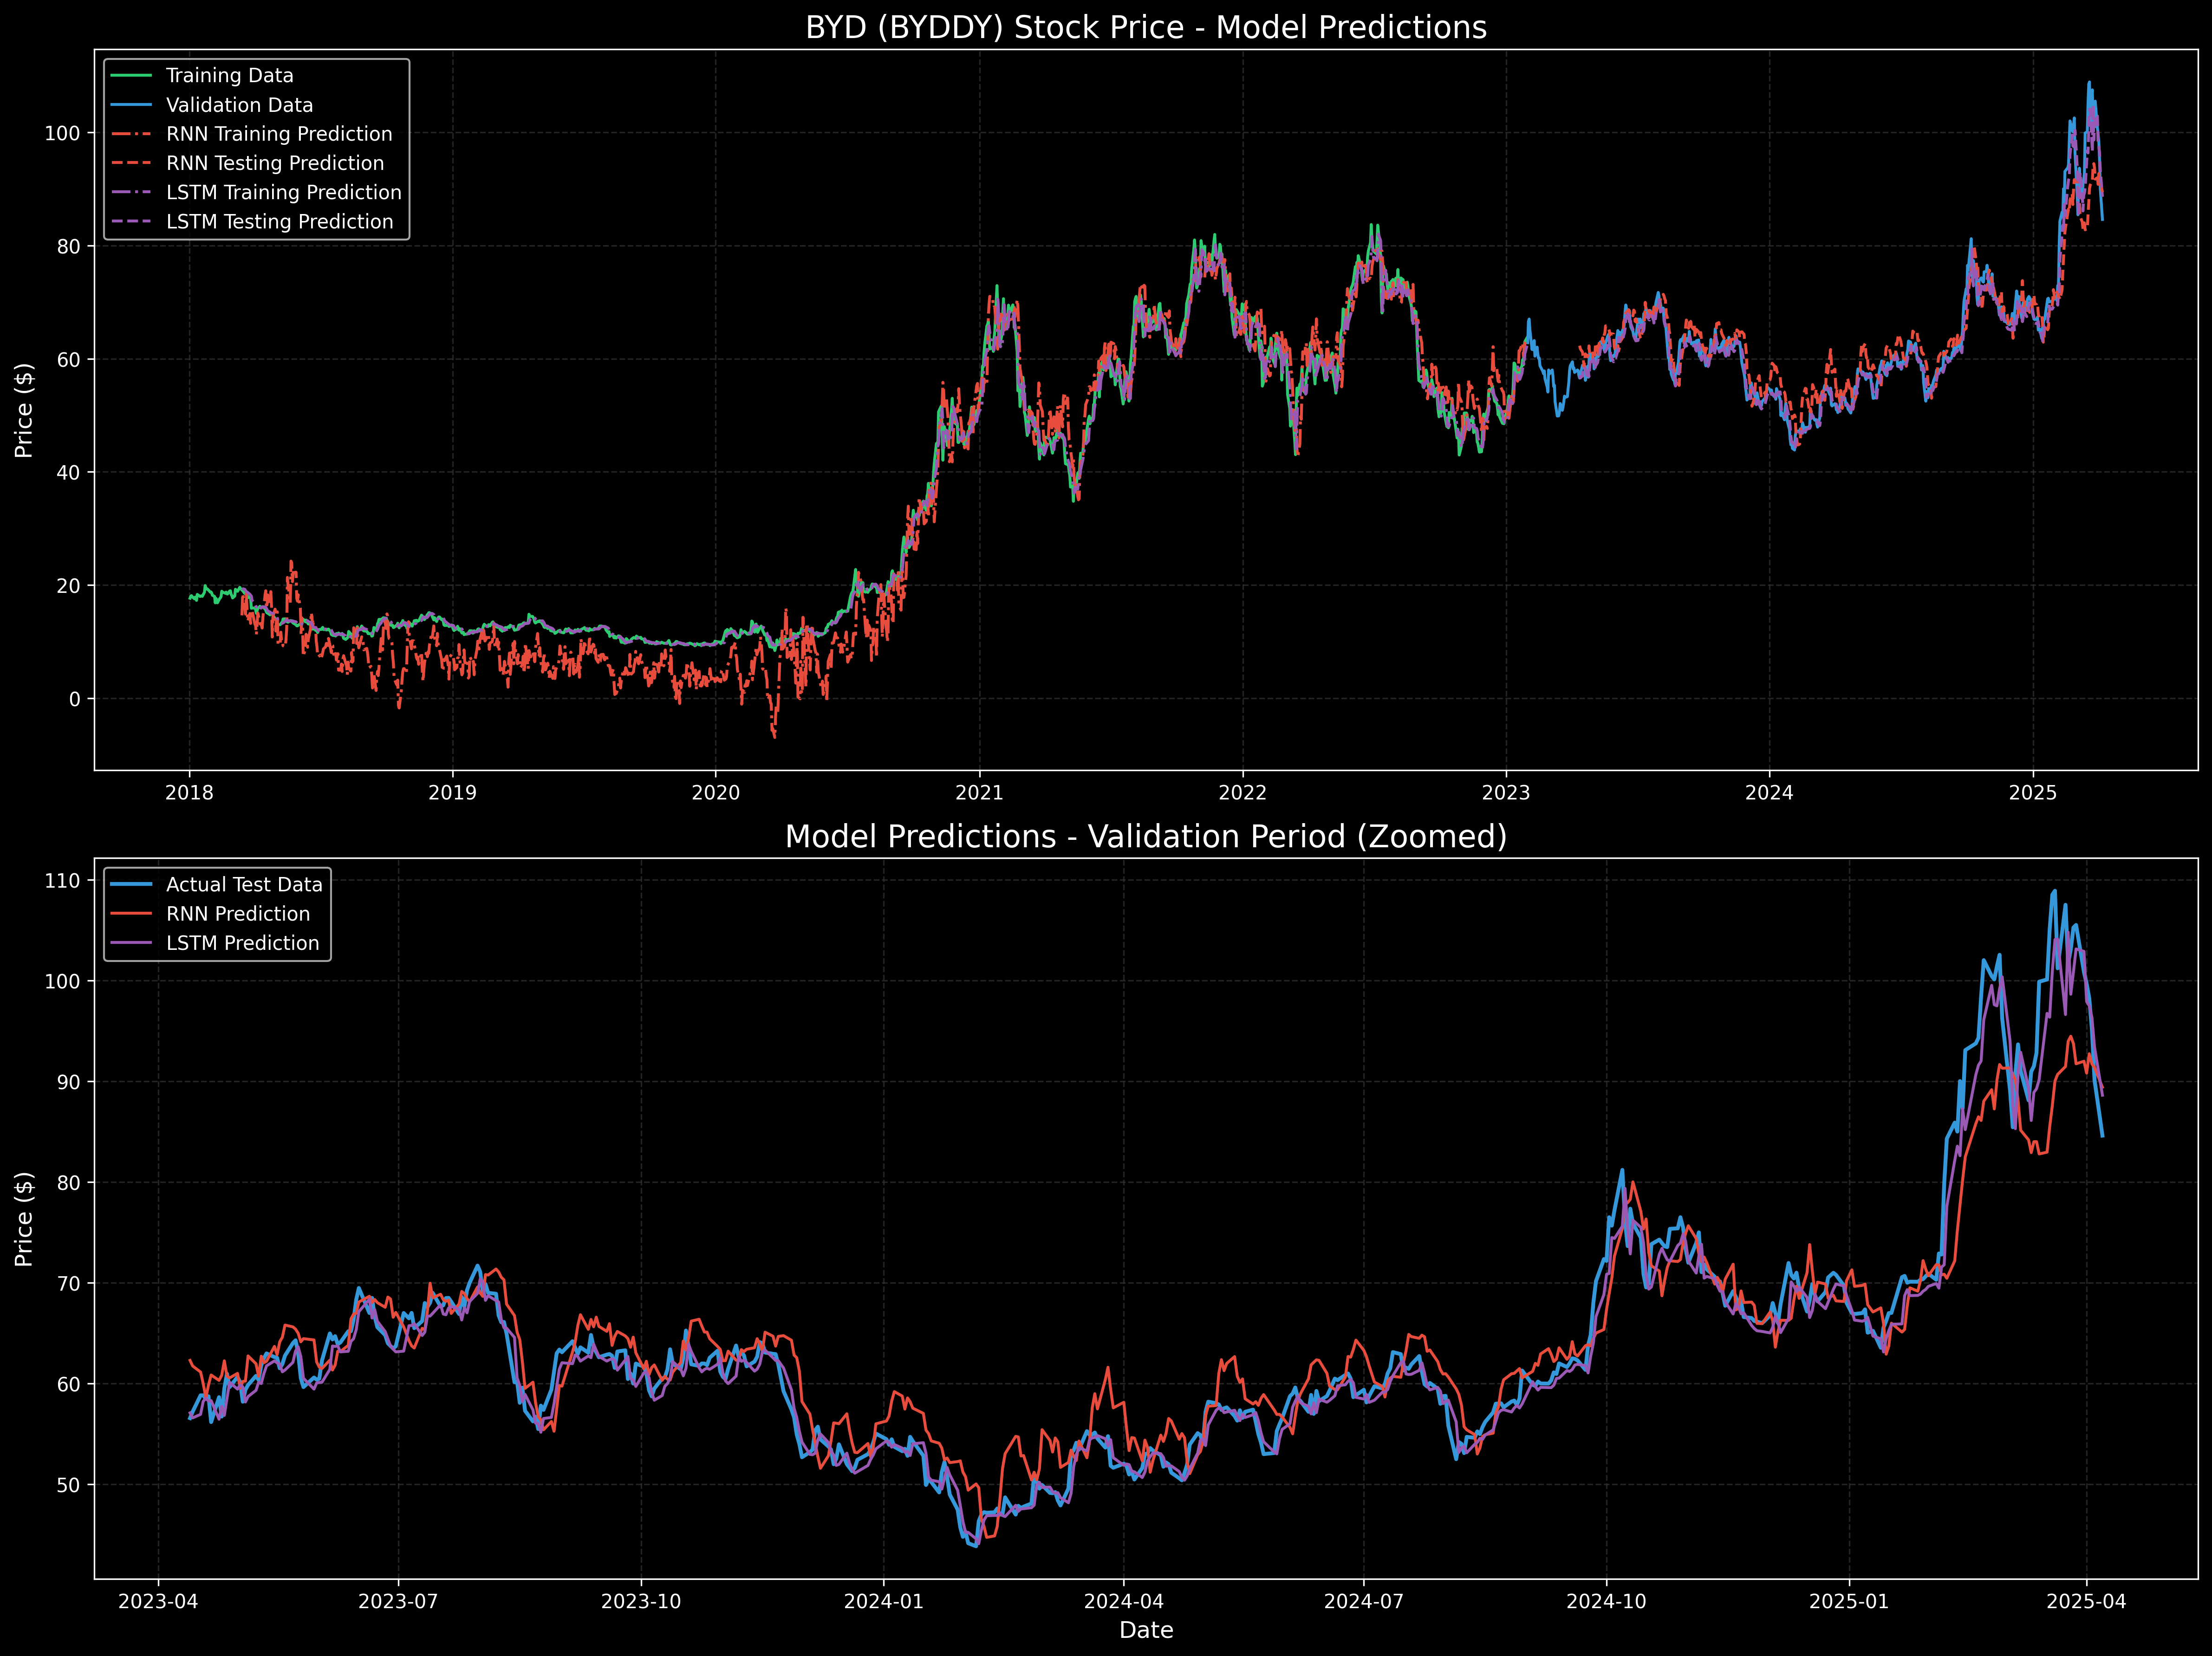 BYD (BYDDY) Stock Price - Model Predictions
Training Data
Validation Data
RNN Training Prediction
RNN Testing Prediction
LSTM Training Prediction
LSTM Testing Prediction
Price ($)
100
80
60
40
20
0
2018 2019 2020 2021 2022 2023 2024 2025
Model Predictions - Validation Period (Zoomed)
Actual Test Data
RNN Prediction
LSTM Prediction
Price ($)
110
100
90
80
70
60
50
2023-04 2023-07 2023-10 2024-01 2024-04 2024-07 2024-10 2025-01 2025-04
Date